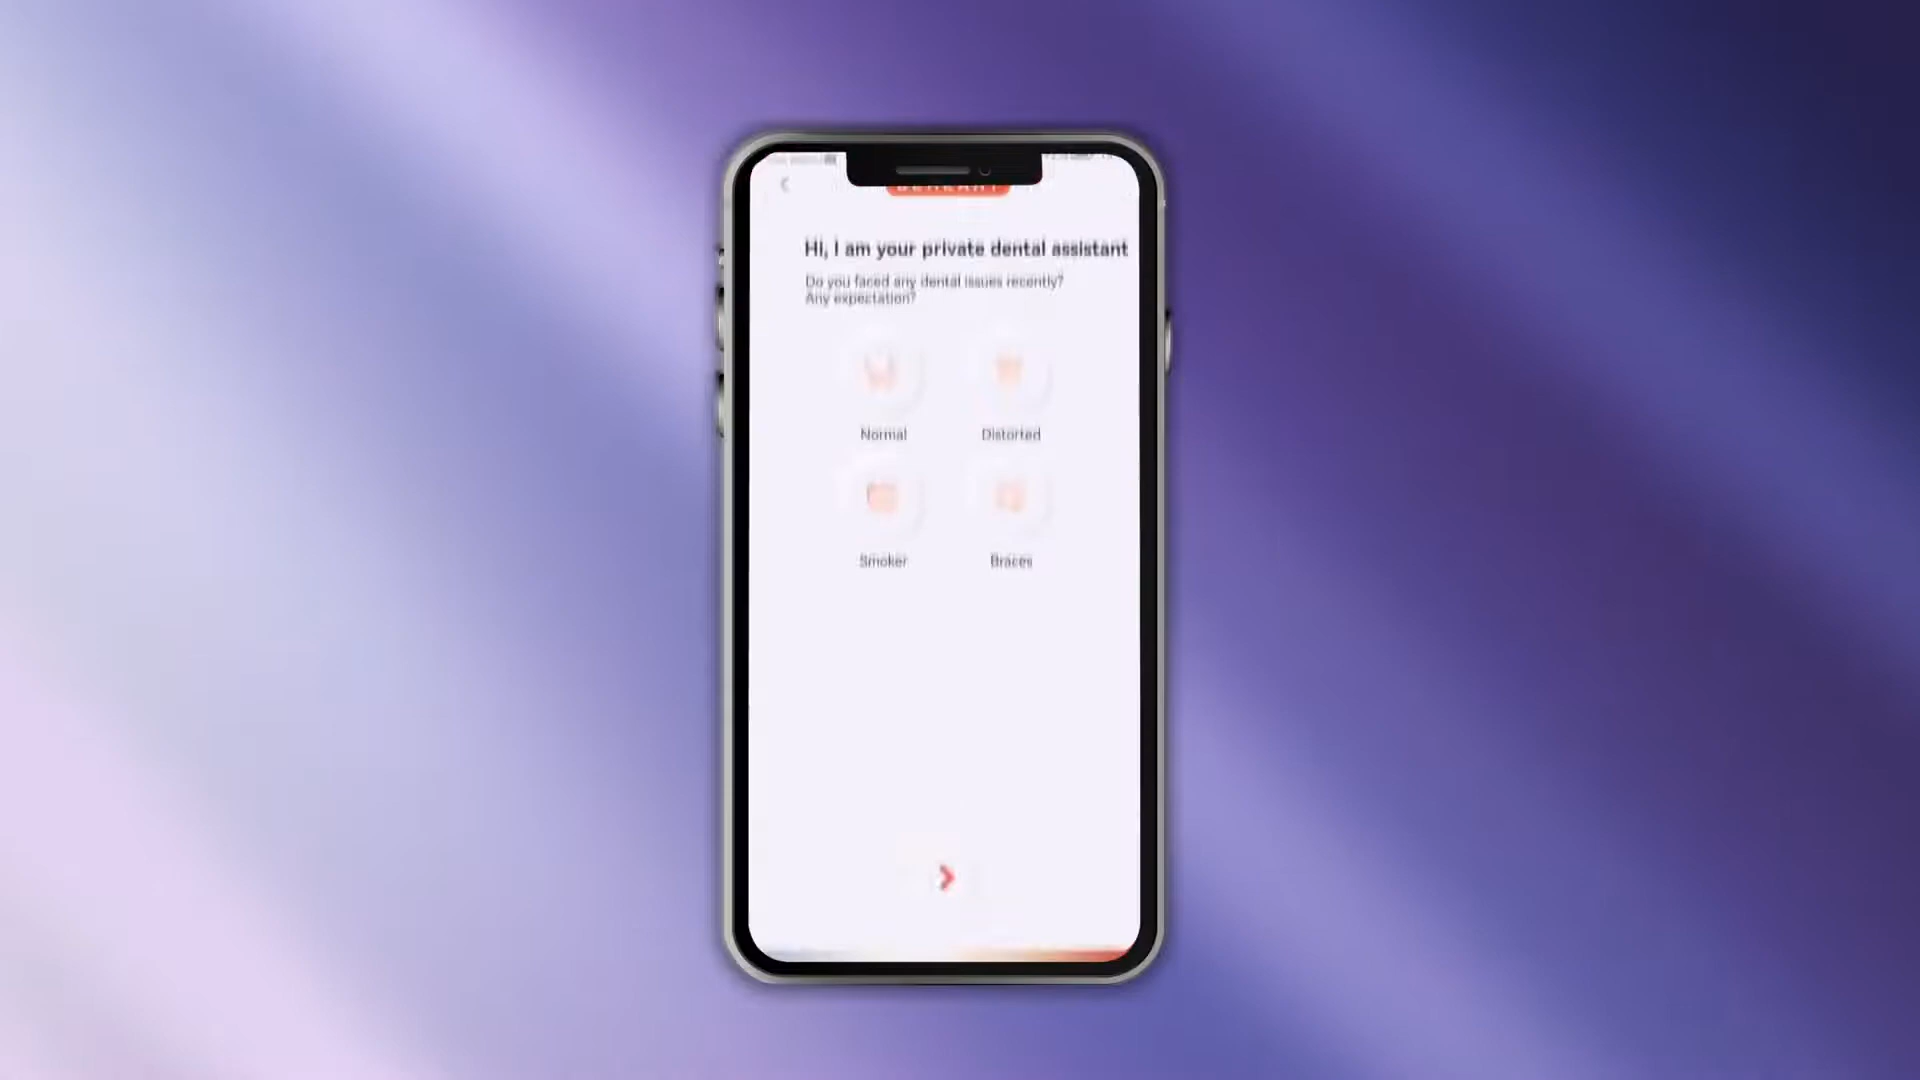 Hi, I am your private dental assistant
Do you faced any dental issues recently?
Any expectation?
Normal
Distorted
Smoker
Braces